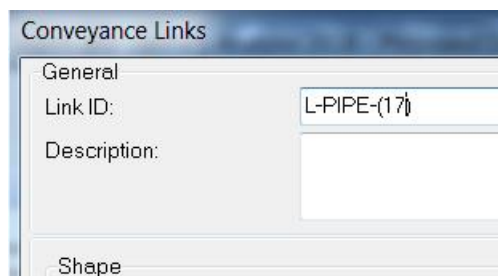 Conveyance Links
General
Link ID: L-PIPE-(17)
Description:
Shape